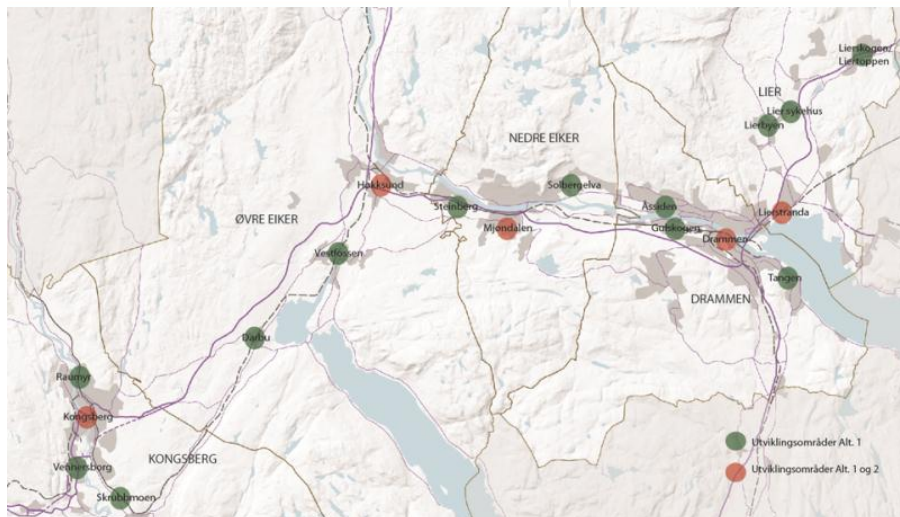 Lierskogen/
Liertoppen
LIER
Lier sykehus
Lierbyen
NEDRE EIKER
Hokksund
Solbergelva
Steinberg
Åssiden
Lierstranda
ØVRE EIKER
Mjøndalen
Gulskogen
Drammen
Vestfossen
Tangen
DRAMMEN
Darbu
Raumyr
Kongsberg
Utviklingsområder Alt. 1
KONGSBERG
Vennersborg
Utviklingsområder Alt. 1 og 2
Skrubbmoen